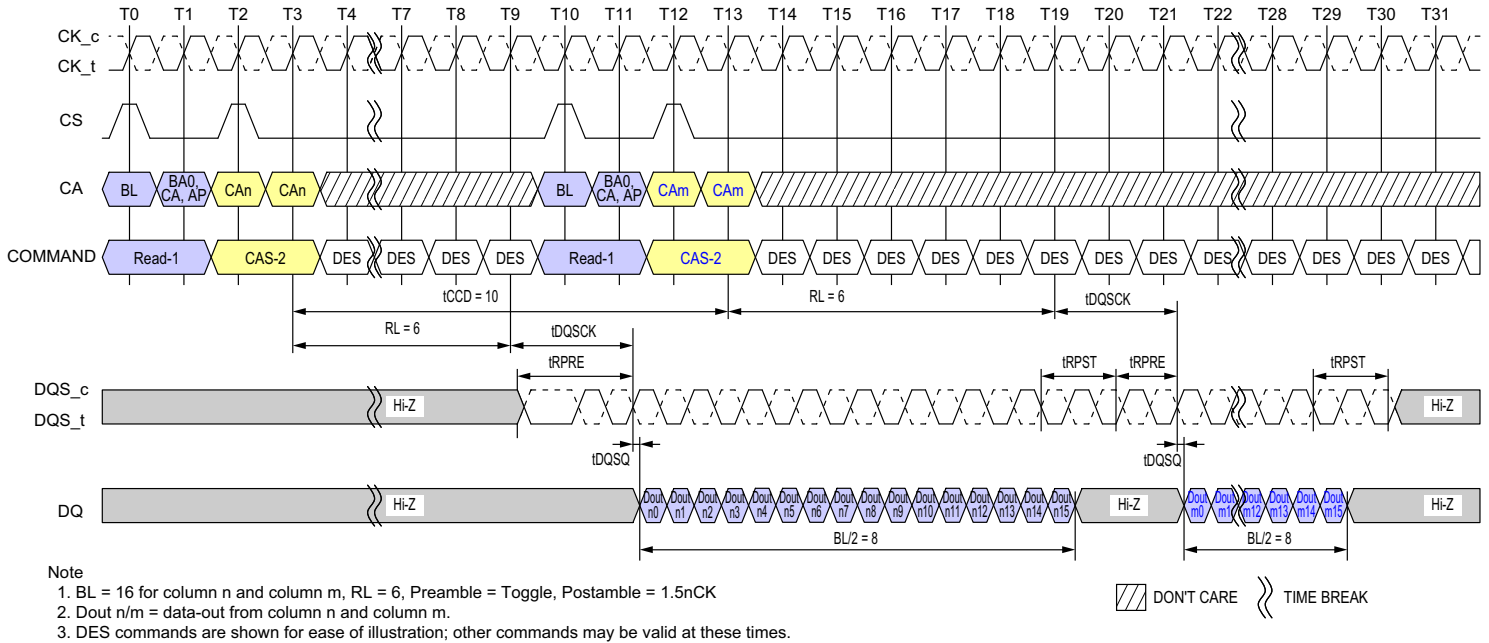 T0 T1 T2 T3 T4 T7 T8 T9 T10 T11 T12 T13 T14 T15 T16 T17 T18 T19 T20 T21 T22 T28 T29 T30 T31
CK_c
CK_t
CS
CA BL BA0, CA, AP CAn CAn BL BA0, CA, AP CAm CAm
COMMAND Read-1 CAS-2 DES DES DES DES Read-1 CAS-2 DES DES DES DES DES DES DES DES DES DES DES DES DES
tCCD = 10 RL = 6 tDQSCK
RL = 6 tDQSCK
tRPRE tRPST tRPRE tRPST
DQS_c
DQS_t
Hi-Z Hi-Z
tDQSQ tDQSQ
DQ Hi-Z Dout n0 Dout n1 Dout n2 Dout n3 Dout n4 Dout n5 Dout n6 Dout n7 Dout n8 Dout n9 Dout n10 Dout n11 Dout n12 Dout n13 Dout n14 Dout n15 Hi-Z Dout m0 Dout m1 Dout m12 Dout m13 Dout m14 Dout m15 Hi-Z
BL/2 = 8 BL/2 = 8
Note
1. BL = 16 for column n and column m, RL = 6, Preamble = Toggle, Postamble = 1.5nCK
2. Dout n/m = data-out from column n and column m.
3. DES commands are shown for ease of illustration; other commands may be valid at these times.
DON'T CARE TIME BREAK